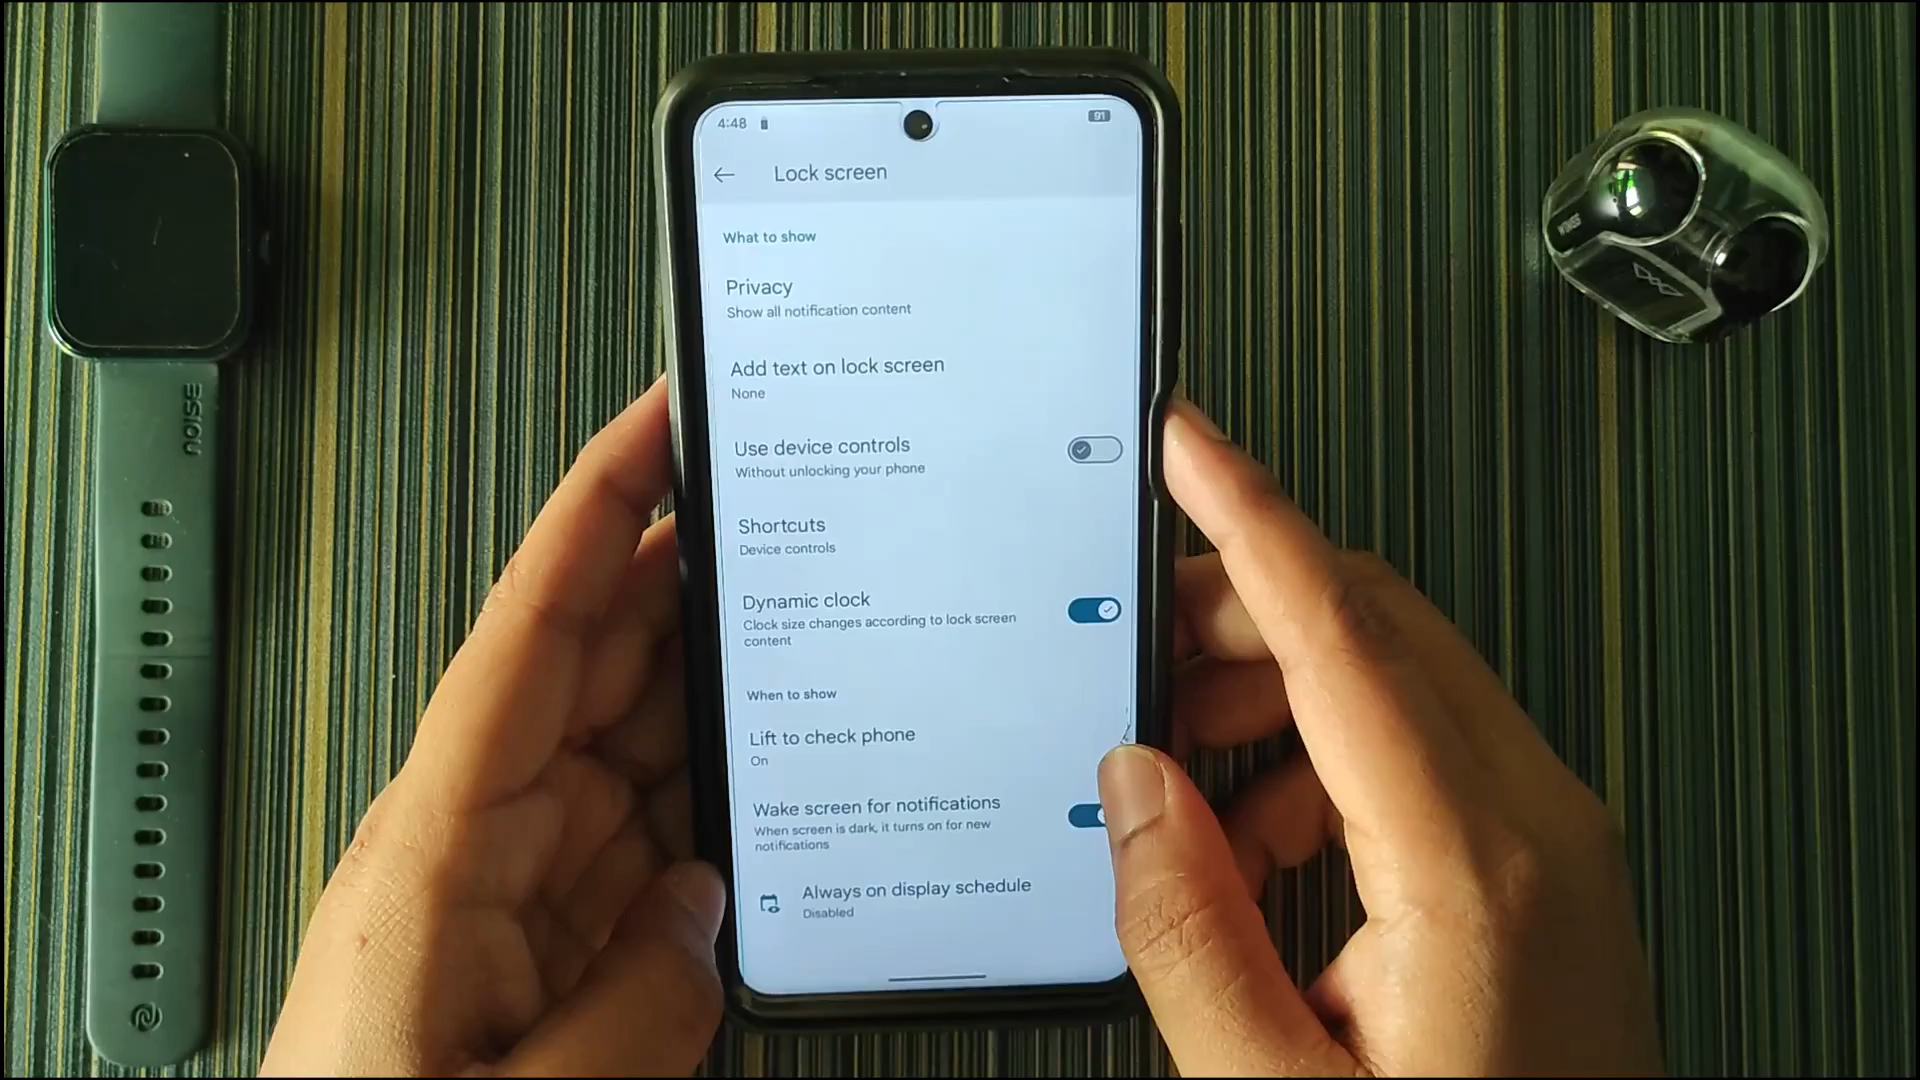 4:48
91
Lock screen
What to show
Privacy
Show all notification content
Add text on lock screen
None
Use device controls
Without unlocking your phone
Shortcuts
Device controls
Dynamic clock
Clock size changes according to lock screen
content
When to show
Lift to check phone
On
Wake screen for notifications
When screen is dark, it turns on for new
notifications
Always on display schedule
Disabled
NOISE